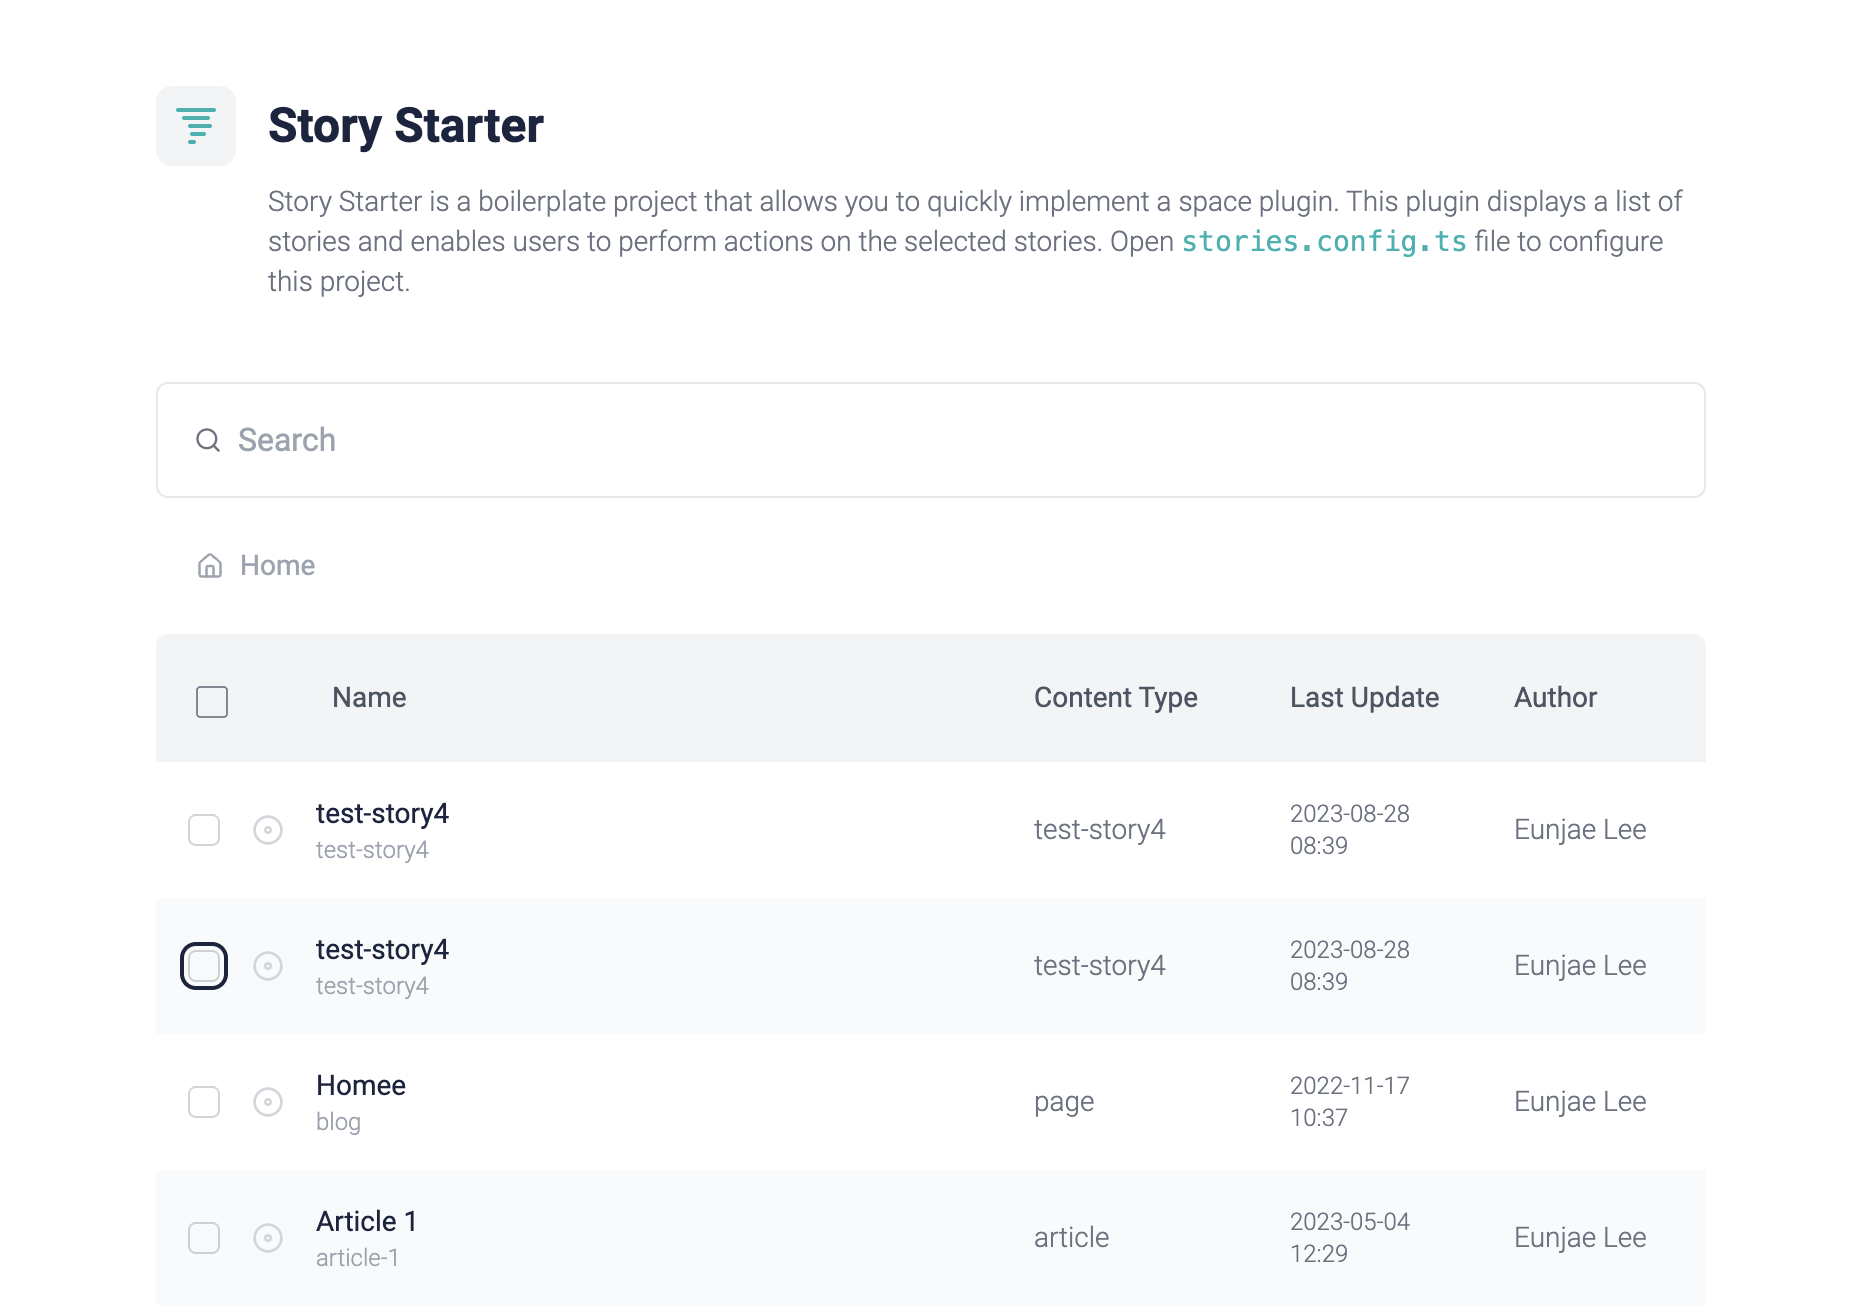 Story Starter
Story Starter is a boilerplate project that allows you to quickly implement a space plugin. This plugin displays a list of
stories and enables users to perform actions on the selected stories. Open stories.config.ts file to configure
this project.
Search
Home
Name Content Type Last Update Author
test-story4
test-story4
test-story4
2023-08-28
08:39
Eunjae Lee
test-story4
test-story4
test-story4
2023-08-28
08:39
Eunjae Lee
Homee
blog
page
2022-11-17
10:37
Eunjae Lee
Article 1
article-1
article
2023-05-04
12:29
Eunjae Lee